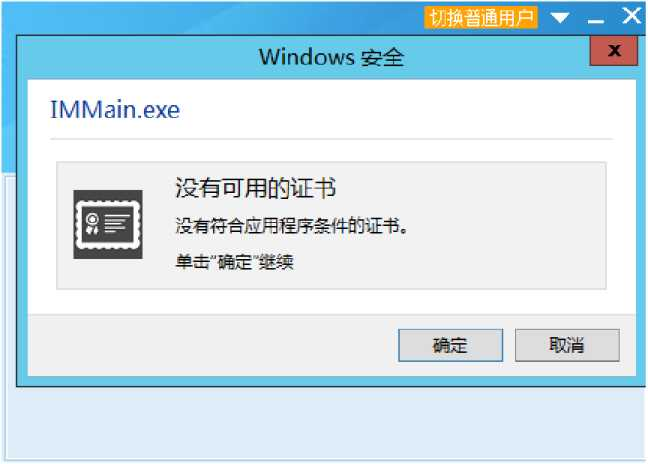 切换普通用户
Windows 安全
IMMain.exe
没有可用的证书
没有符合应用程序条件的证书。
单击"确定"继续
确定
取消